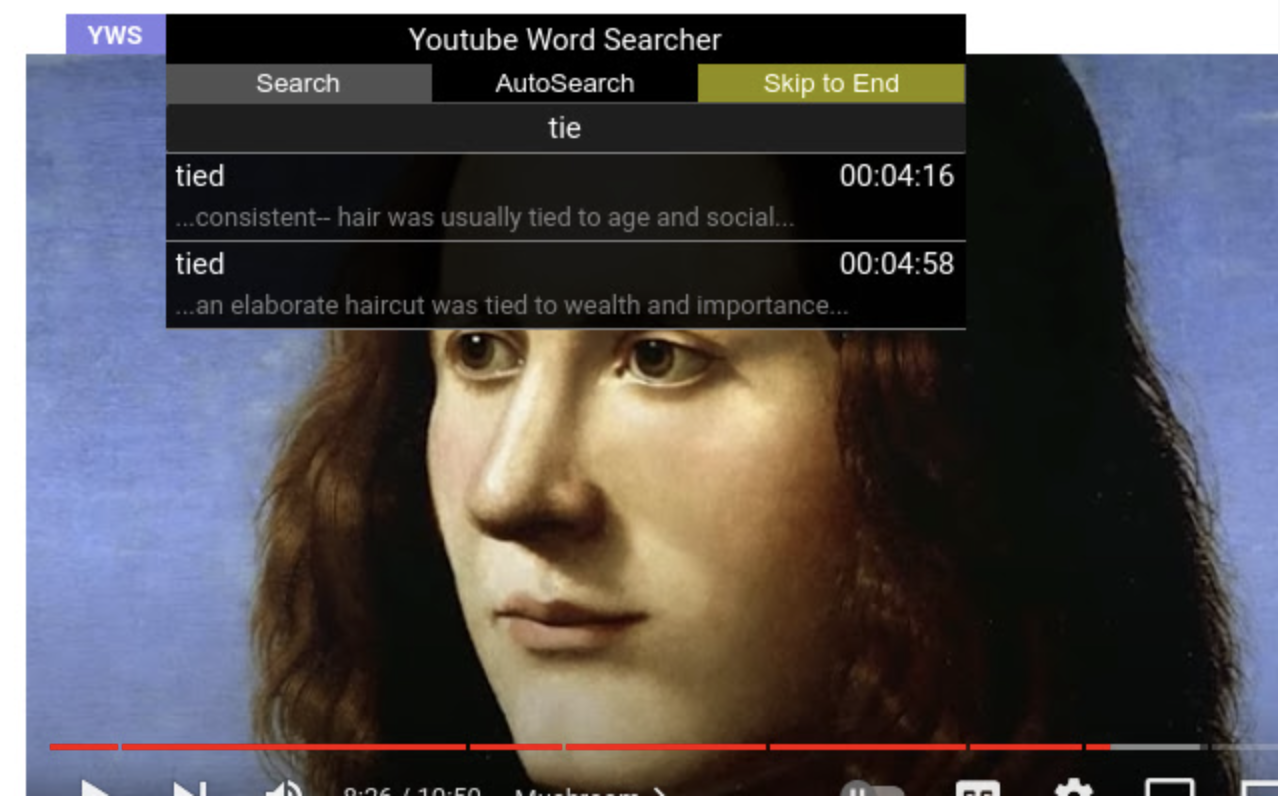 YWS
Youtube Word Searcher
Search AutoSearch Skip to End
tie
tied 00:04:16
...consistent-- hair was usually tied to age and social...
tied 00:04:58
...an elaborate haircut was tied to wealth and importance...
8:26 / 10:50 Mushroom